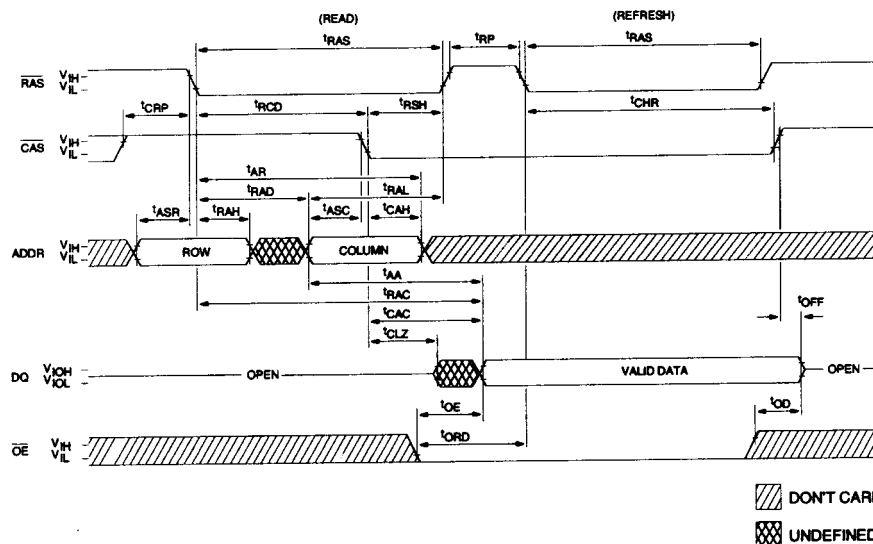 (READ) (REFRESH)
tRAS tRP tRAS
RAS VIH VIL
tCRP tRCD tRSH tCHR
CAS VIH VIL
tAR
tRAD tRAL
tASR tRAH tASC tCAH
ADDR VIH VIL ROW COLUMN
tAA
tRAC
tCAC tOFF
tCLZ
DQ VIOH VIOL OPEN VALID DATA OPEN
tOE tOD
tORD
OE VIH VIL
DON'T CARE
UNDEFINED